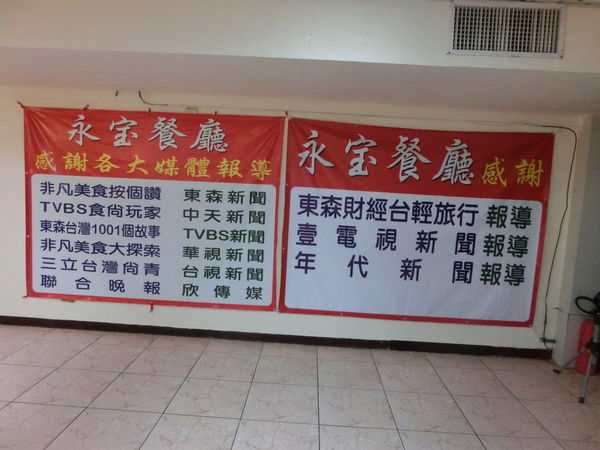 永宝餐廳
感謝各大媒體報導
非凡美食按個讚 東森新聞
TVBS食尚玩家 中天新聞
東森台灣1001個故事 TVBS新聞
非凡美食大探索 華視新聞
三立台灣尚青 台視新聞
聯合晚報 欣傳媒
永宝餐廳 感謝
東森財經台輕旅行 報導
壹電視新聞 報導
年代新聞 報導